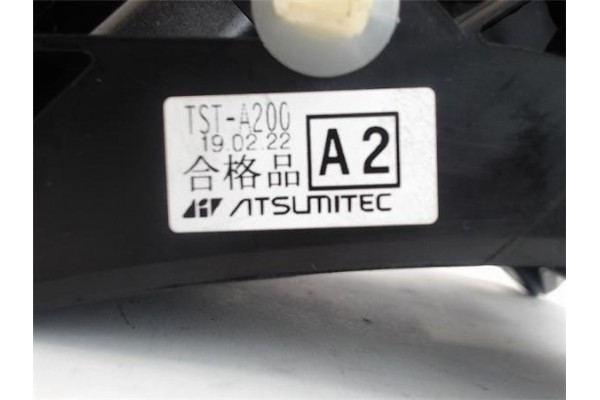 TST-A200
19.02.22
合格品
A2
ATSUMITEC